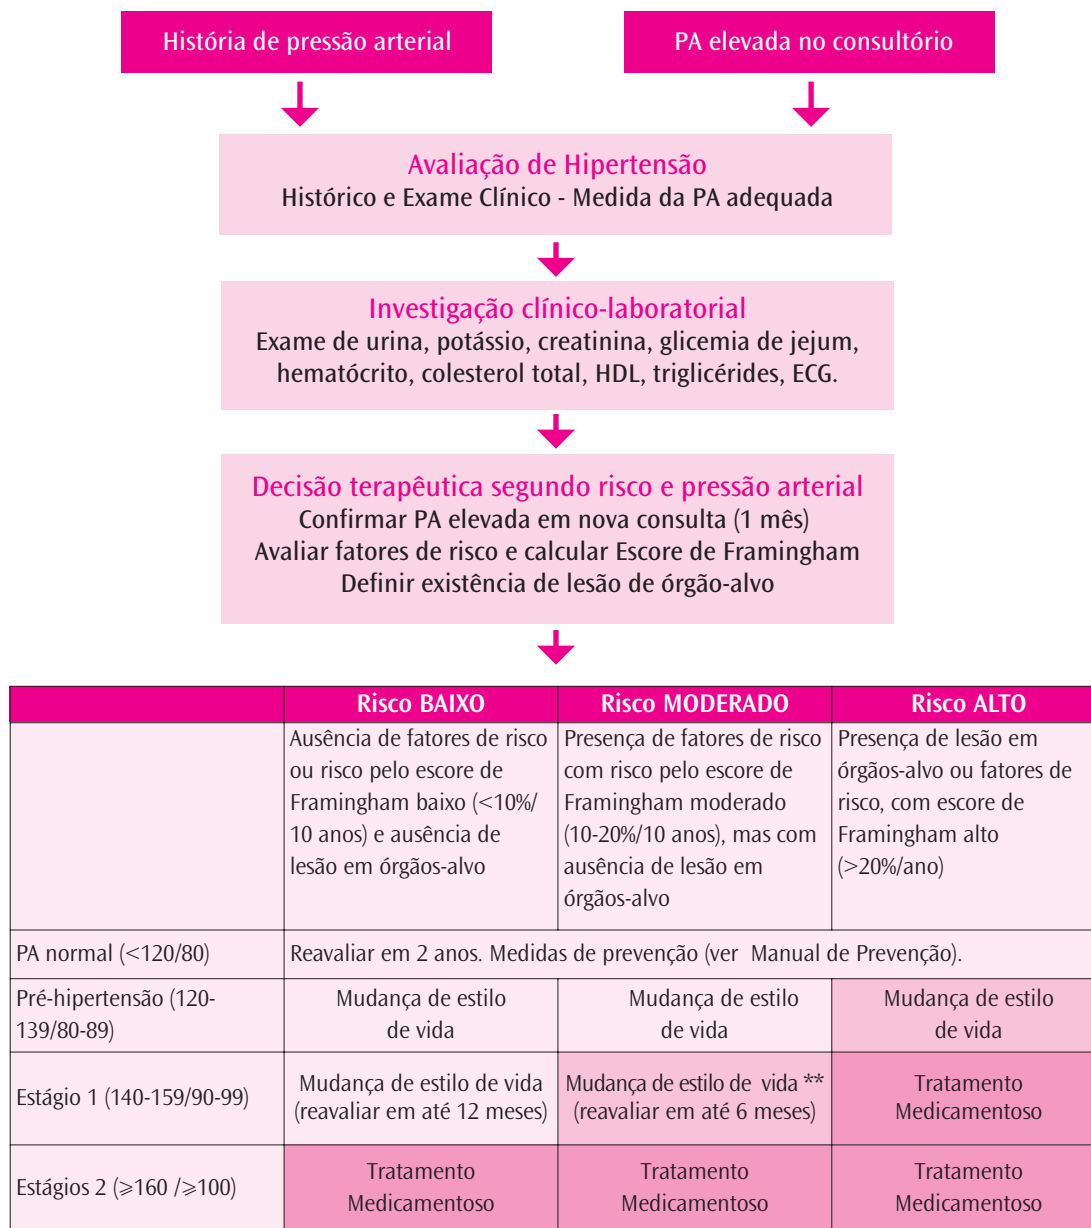 História de pressão arterial
PA elevada no consultório
Avaliação de Hipertensão
Histórico e Exame Clínico - Medida da PA adequada
Investigação clínico-laboratorial
Exame de urina, potássio, creatinina, glicemia de jejum,
hematócrito, colesterol total, HDL, triglicérides, ECG.
Decisão terapêutica segundo risco e pressão arterial
Confirmar PA elevada em nova consulta (1 mês)
Avaliar fatores de risco e calcular Escore de Framingham
Definir existência de lesão de órgão-alvo
Risco BAIXO
Risco MODERADO
Risco ALTO
Ausência de fatores de risco
ou risco pelo escore de
Framingham baixo (<10%/
10 anos) e ausência de
lesão em órgãos-alvo
Presença de fatores de risco
com risco pelo escore de
Framingham moderado
(10-20%/10 anos), mas com
ausência de lesão em
órgãos-alvo
Presença de lesão em
órgãos-alvo ou fatores de
risco, com escore de
Framingham alto
(>20%/ano)
PA normal (<120/80)
Reavaliar em 2 anos. Medidas de prevenção (ver Manual de Prevenção).
Pré-hipertensão (120-
139/80-89)
Mudança de estilo
de vida
Mudança de estilo
de vida
Mudança de estilo
de vida
Estágio 1 (140-159/90-99)
Mudança de estilo de vida
(reavaliar em até 12 meses)
Mudança de estilo de vida **
(reavaliar em até 6 meses)
Tratamento
Medicamentoso
Estágios 2 (⩾160 /⩾100)
Tratamento
Medicamentoso
Tratamento
Medicamentoso
Tratamento
Medicamentoso